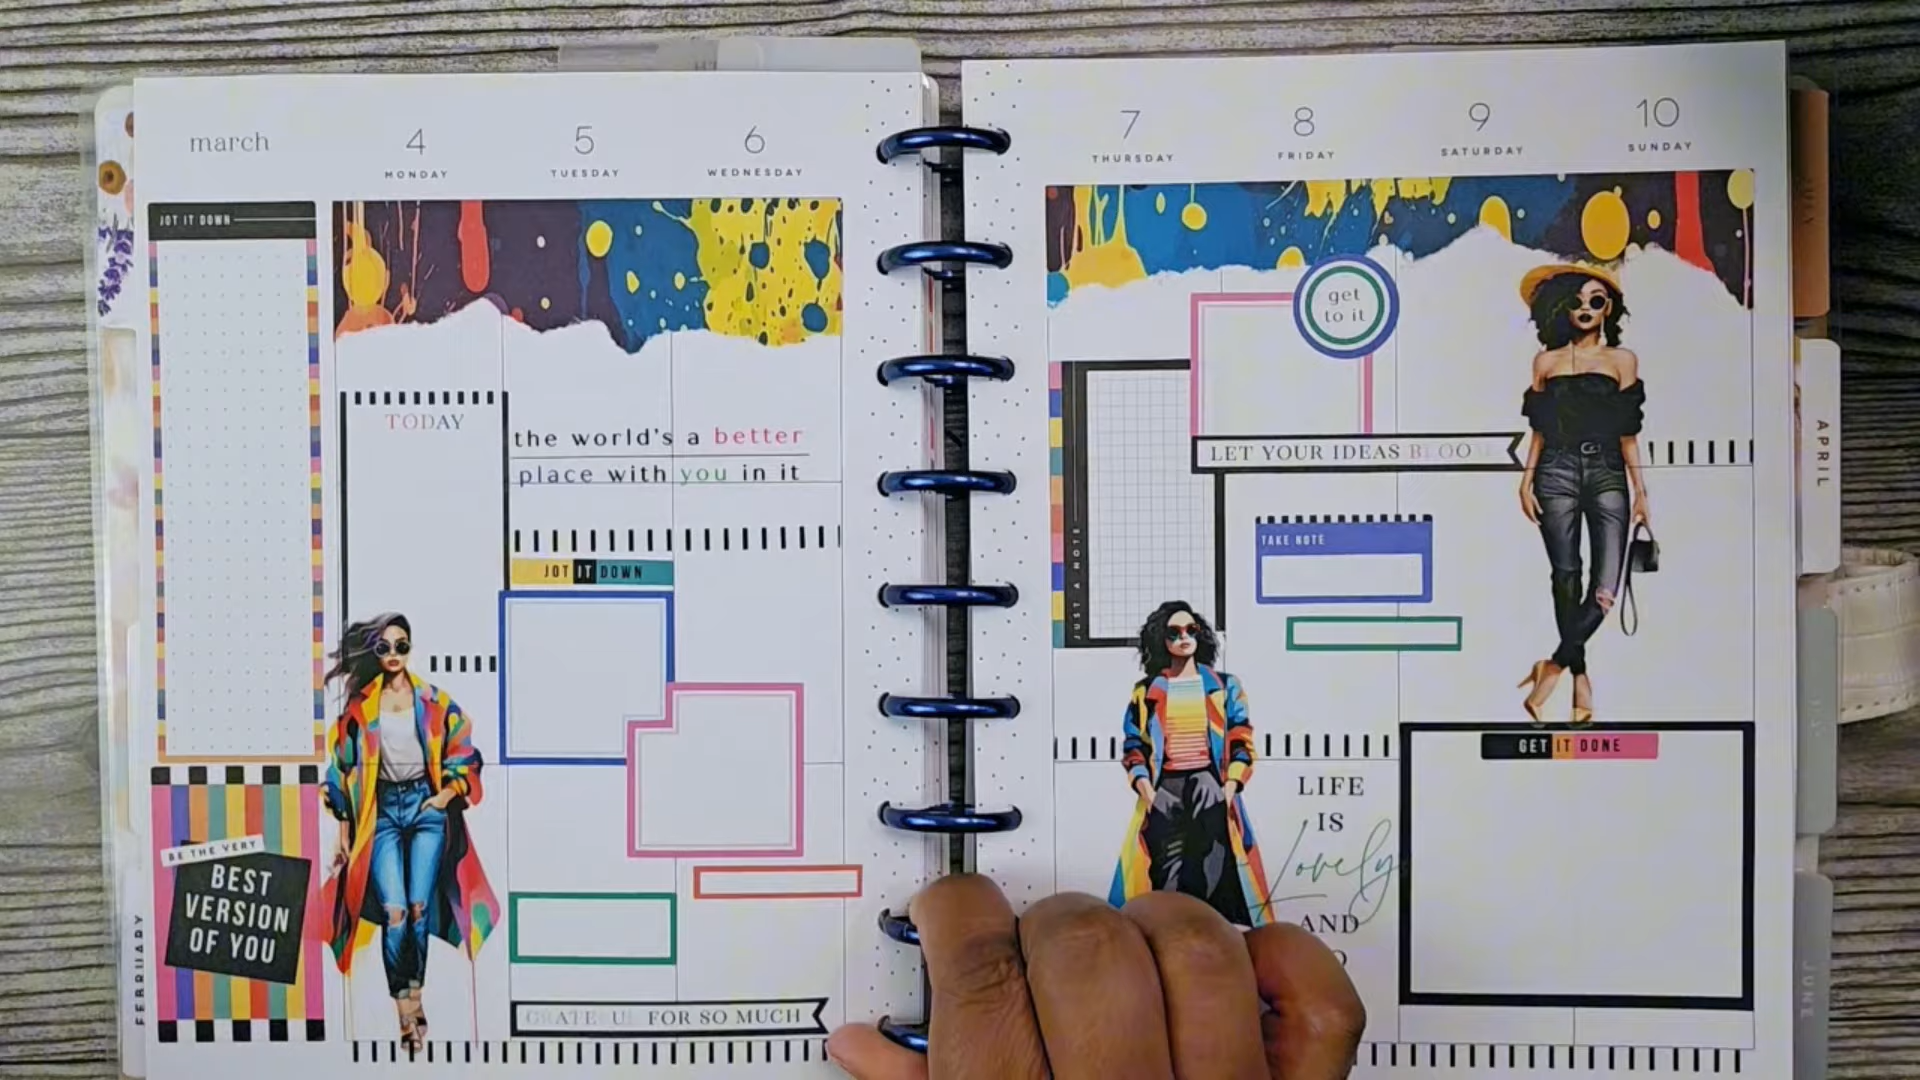 march
4
MONDAY
5
TUESDAY
6
WEDNESDAY
7
THURSDAY
8
FRIDAY
9
SATURDAY
10
SUNDAY
JOT IT DOWN
TODAY
the world's a better
place with you in it
JOT IT DOWN
BE THE VERY
BEST
VERSION
OF YOU
GRATEFUL FOR SO MUCH
FEBRUARY
get
to it
LET YOUR IDEAS BLOOM
JUST A NOTE
TAKE NOTE
GET IT DONE
LIFE
IS
Lovely
AND
JULY
APRIL
JUNE